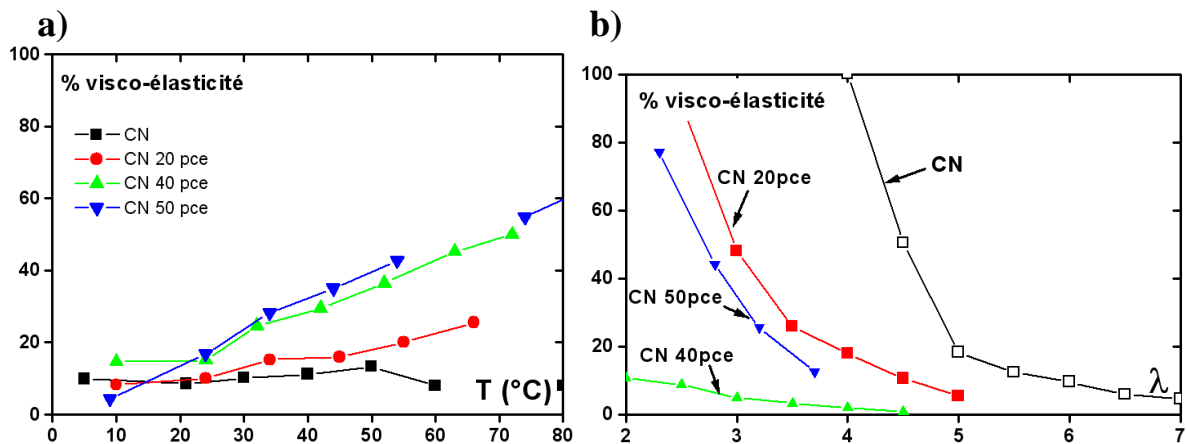 a)
100
80
60
40
20
0
% visco-élasticité
CN
CN 20 pce
CN 40 pce
CN 50 pce
T (°C)
0 10 20 30 40 50 60 70 80
b)
100
80
60
40
20
0
% visco-élasticité
CN
CN 20pce
CN 50pce
CN 40pce
λ
2 3 4 5 6 7